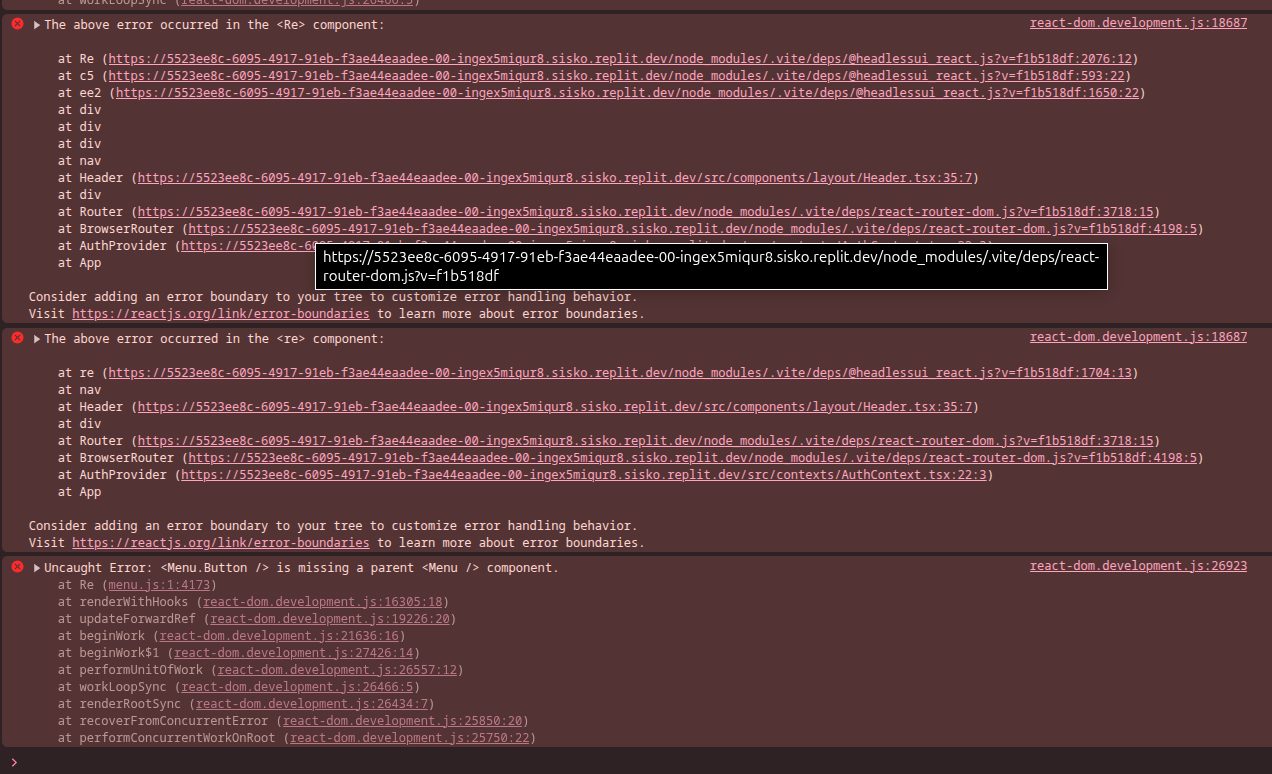 at workLoopSync (react-dom.development.js:26466:5)
The above error occurred in the <Re> component: react-dom.development.js:18687
at Re (https://5523ee8c-6095-4917-91eb-f3ae44eaadee-00-ingex5miqur8.sisko.replit.dev/node_modules/.vite/deps/@headlessui_react.js?v=f1b518df:2076:12)
at c5 (https://5523ee8c-6095-4917-91eb-f3ae44eaadee-00-ingex5miqur8.sisko.replit.dev/node_modules/.vite/deps/@headlessui_react.js?v=f1b518df:593:22)
at ee2 (https://5523ee8c-6095-4917-91eb-f3ae44eaadee-00-ingex5miqur8.sisko.replit.dev/node_modules/.vite/deps/@headlessui_react.js?v=f1b518df:1650:22)
at div
at div
at div
at nav
at Header (https://5523ee8c-6095-4917-91eb-f3ae44eaadee-00-ingex5miqur8.sisko.replit.dev/src/components/layout/Header.tsx:35:7)
at div
at Router (https://5523ee8c-6095-4917-91eb-f3ae44eaadee-00-ingex5miqur8.sisko.replit.dev/node_modules/.vite/deps/react-router-dom.js?v=f1b518df:3718:15)
at BrowserRouter (https://5523ee8c-6095-4917-91eb-f3ae44eaadee-00-ingex5miqur8.sisko.replit.dev/node_modules/.vite/deps/react-router-dom.js?v=f1b518df:4198:5)
at AuthProvider (https://5523ee8c-6095-
https://5523ee8c-6095-4917-91eb-f3ae44eaadee-00-ingex5miqur8.sisko.replit.dev/node_modules/.vite/deps/react-
router-dom.js?v=f1b518df
at App
Consider adding an error boundary to your tree to customize error handling behavior.
Visit https://reactjs.org/link/error-boundaries to learn more about error boundaries.
The above error occurred in the <re> component: react-dom.development.js:18687
at re (https://5523ee8c-6095-4917-91eb-f3ae44eaadee-00-ingex5miqur8.sisko.replit.dev/node_modules/.vite/deps/@headlessui_react.js?v=f1b518df:1704:13)
at nav
at Header (https://5523ee8c-6095-4917-91eb-f3ae44eaadee-00-ingex5miqur8.sisko.replit.dev/src/components/layout/Header.tsx:35:7)
at div
at Router (https://5523ee8c-6095-4917-91eb-f3ae44eaadee-00-ingex5miqur8.sisko.replit.dev/node_modules/.vite/deps/react-router-dom.js?v=f1b518df:3718:15)
at BrowserRouter (https://5523ee8c-6095-4917-91eb-f3ae44eaadee-00-ingex5miqur8.sisko.replit.dev/node_modules/.vite/deps/react-router-dom.js?v=f1b518df:4198:5)
at AuthProvider (https://5523ee8c-6095-4917-91eb-f3ae44eaadee-00-ingex5miqur8.sisko.replit.dev/src/contexts/AuthContext.tsx:22:3)
at App
Consider adding an error boundary to your tree to customize error handling behavior.
Visit https://reactjs.org/link/error-boundaries to learn more about error boundaries.
Uncaught Error: <Menu.Button /> is missing a parent <Menu /> component. react-dom.development.js:26923
at Re (menu.js:1:4173)
at renderWithHooks (react-dom.development.js:16305:18)
at updateForwardRef (react-dom.development.js:19226:20)
at beginWork (react-dom.development.js:21636:16)
at beginWork$1 (react-dom.development.js:27426:14)
at performUnitOfWork (react-dom.development.js:26557:12)
at workLoopSync (react-dom.development.js:26466:5)
at renderRootSync (react-dom.development.js:26434:7)
at recoverFromConcurrentError (react-dom.development.js:25850:20)
at performConcurrentWorkOnRoot (react-dom.development.js:25750:22)